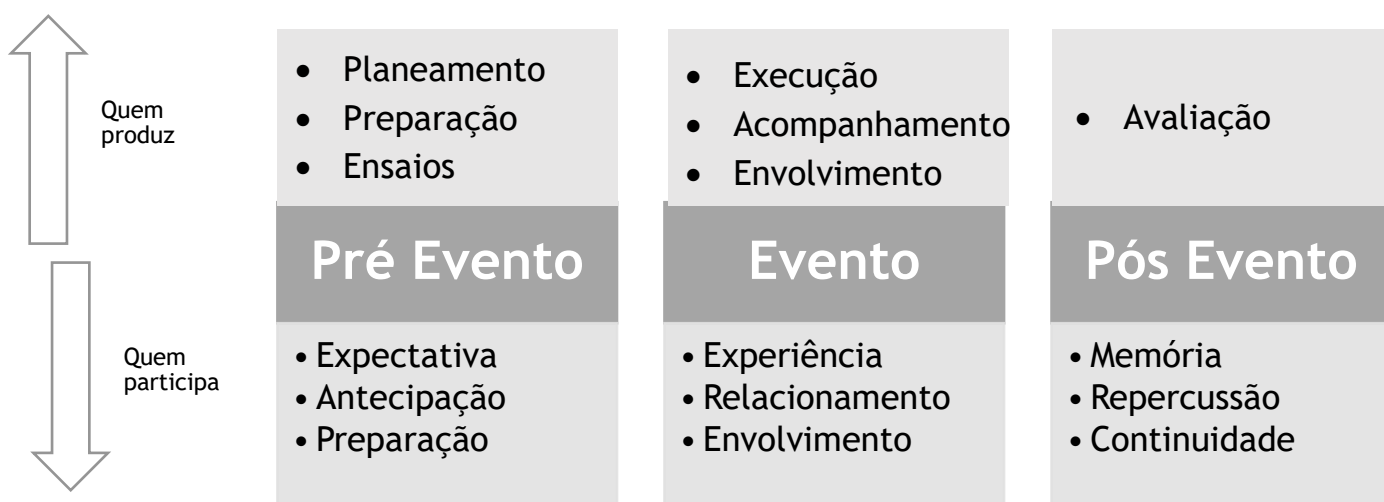 Quem
produz
• Planeamento
• Preparação
• Ensaios
• Execução
• Acompanhamento
• Envolvimento
• Avaliação
Pré Evento
Evento
Pós Evento
Quem
participa
• Expectativa
• Antecipação
• Preparação
• Experiência
• Relacionamento
• Envolvimento
• Memória
• Repercussão
• Continuidade